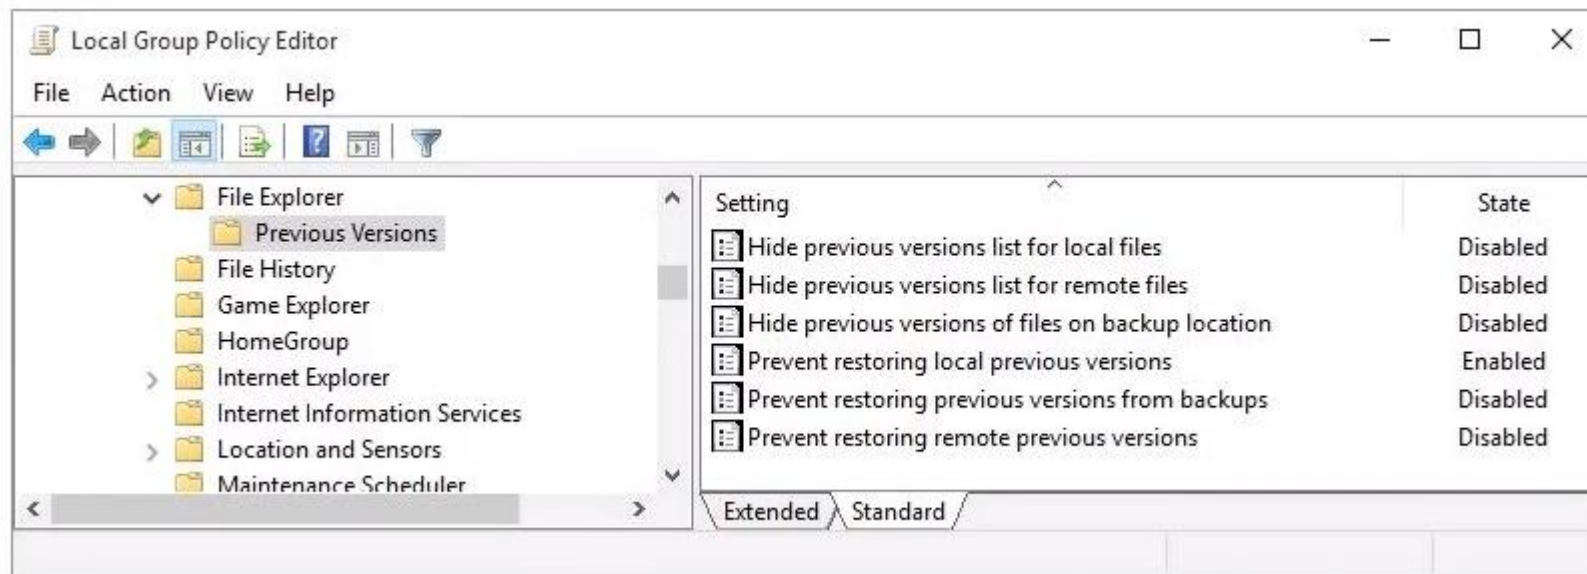 Local Group Policy Editor
File Action View Help
File Explorer
Previous Versions
File History
Game Explorer
HomeGroup
Internet Explorer
Internet Information Services
Location and Sensors
Maintenance Scheduler
Setting State
Hide previous versions list for local files Disabled
Hide previous versions list for remote files Disabled
Hide previous versions of files on backup location Disabled
Prevent restoring local previous versions Enabled
Prevent restoring previous versions from backups Disabled
Prevent restoring remote previous versions Disabled
Extended Standard